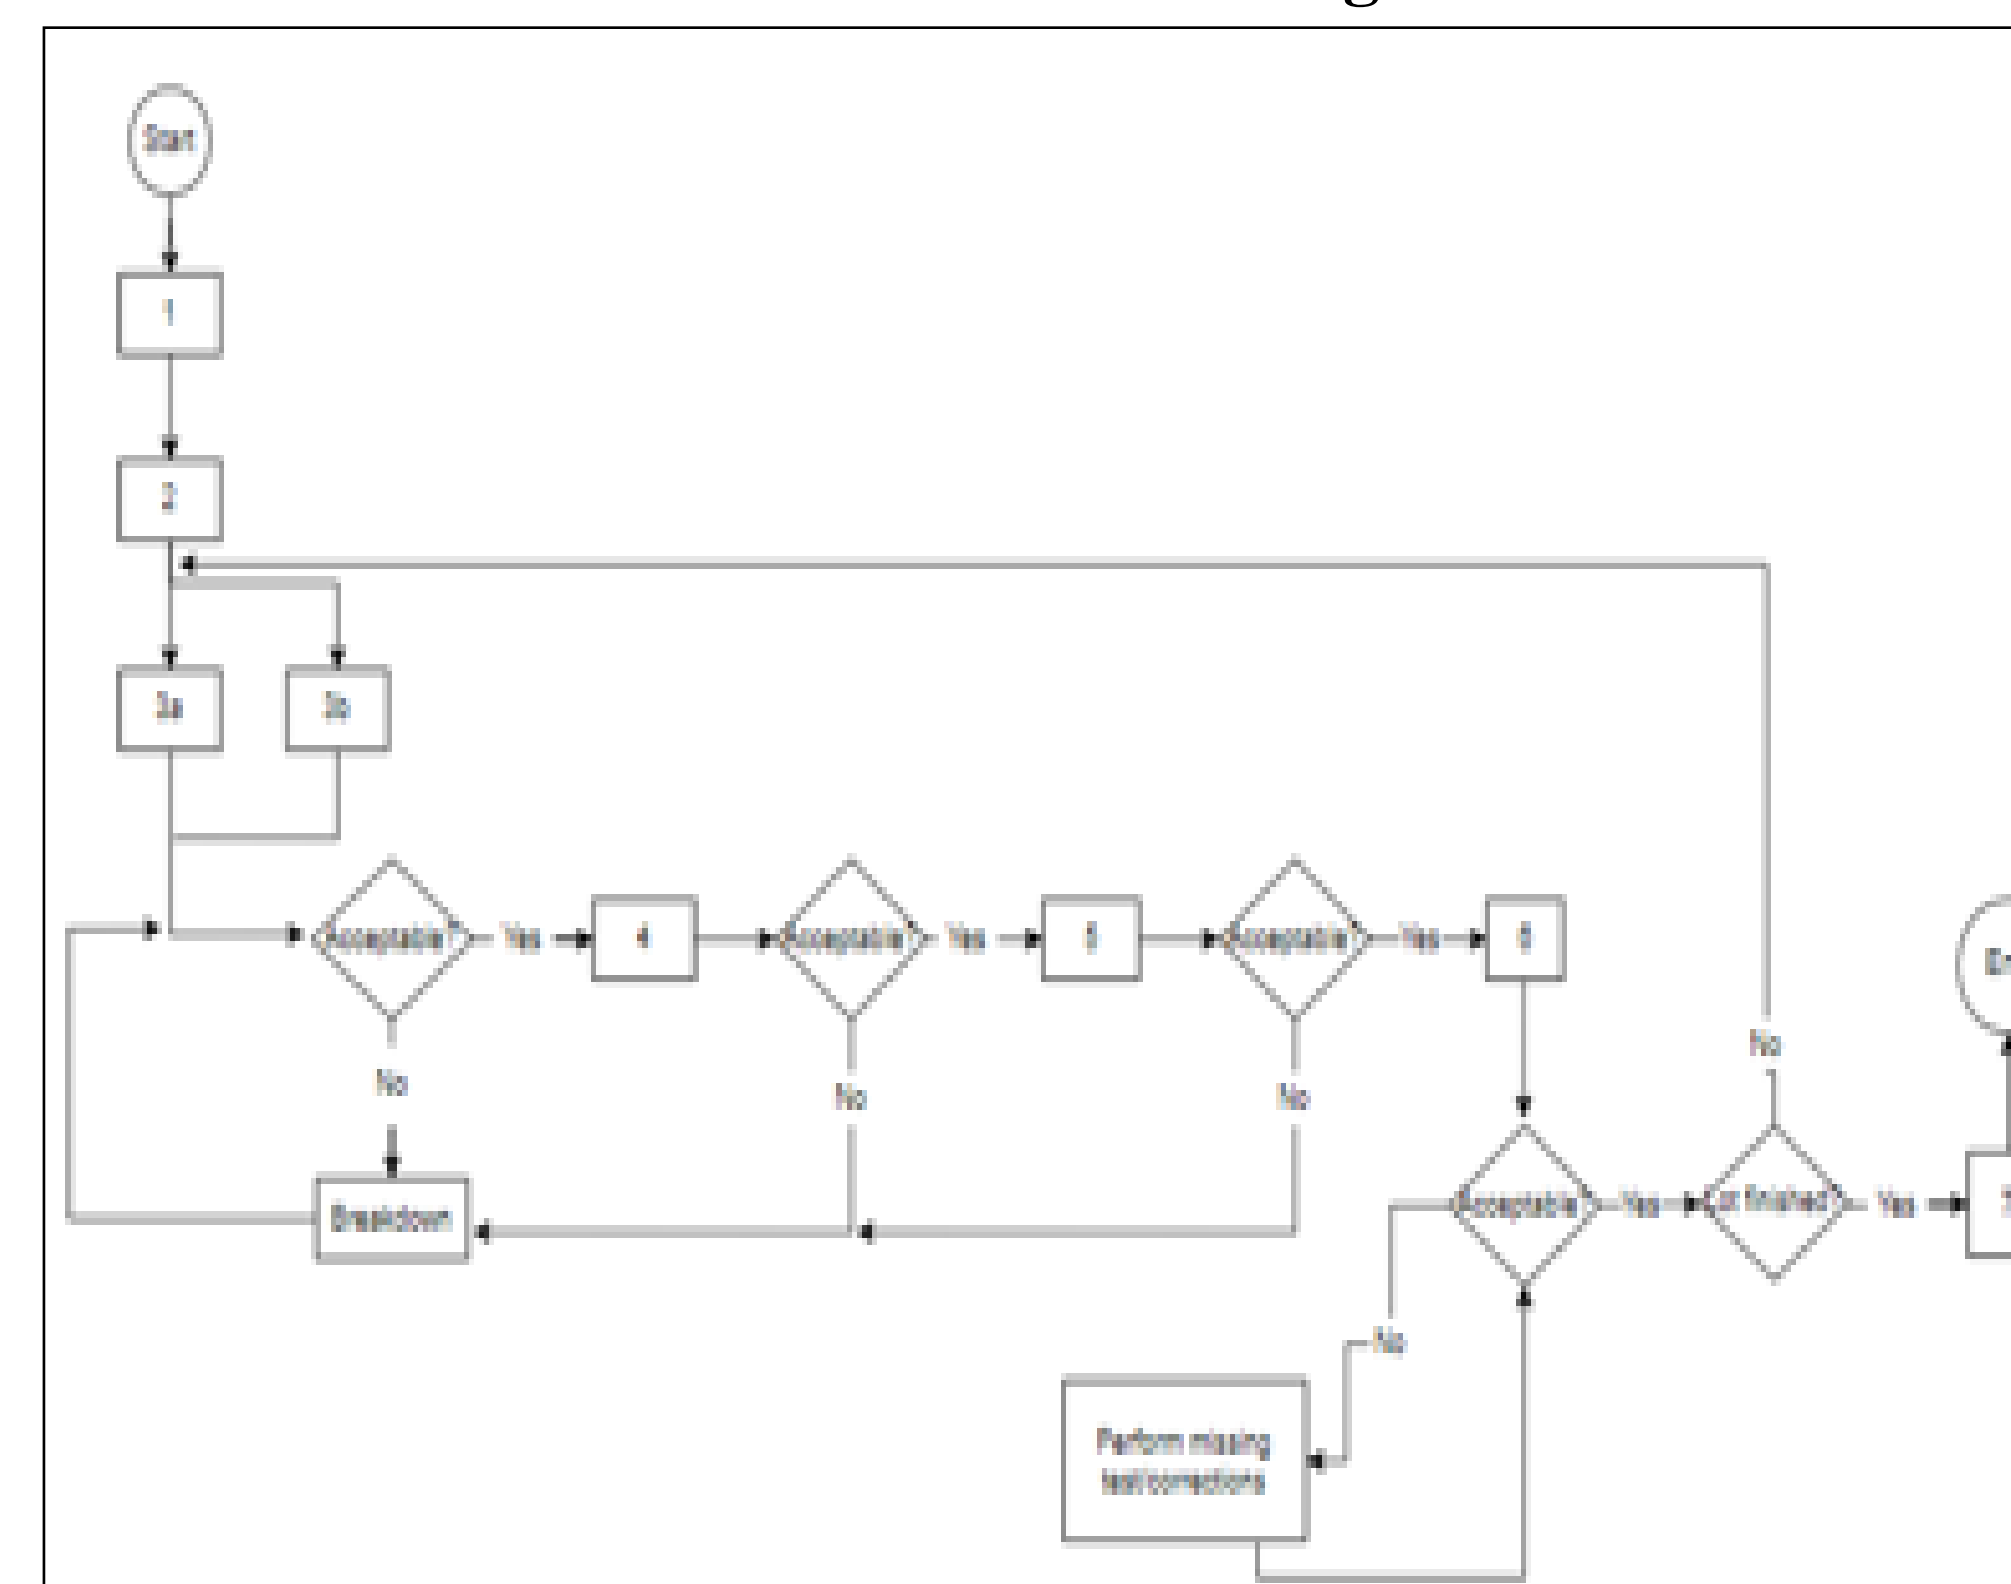 Start
1
2
3a
3b
Acceptable?
Yes
4
Acceptable?
Yes
5
Acceptable?
Yes
6
No
No
No
No
Breakdown
Acceptable?
Yes
finished?
Yes
No
Perform missing
test/corrections